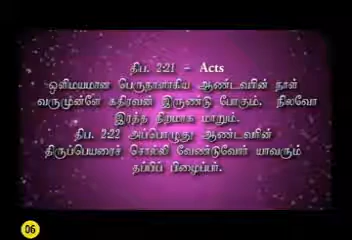 திப. 2:21 – Acts
ஒளிமயமான பெருநாளாகிய ஆண்டவரின் நாள்
வருமுன்னே கதிரவன் இருண்டு போகும். நிலவோ
இரத்த நிறமாக மாறும்.
திப. 2:22 அப்பொழுது ஆண்டவரின்
திருப்பெயரைச் சொல்லி வேண்டுவோர் யாவரும்
தப்பிப் பிழைப்பர்.
06